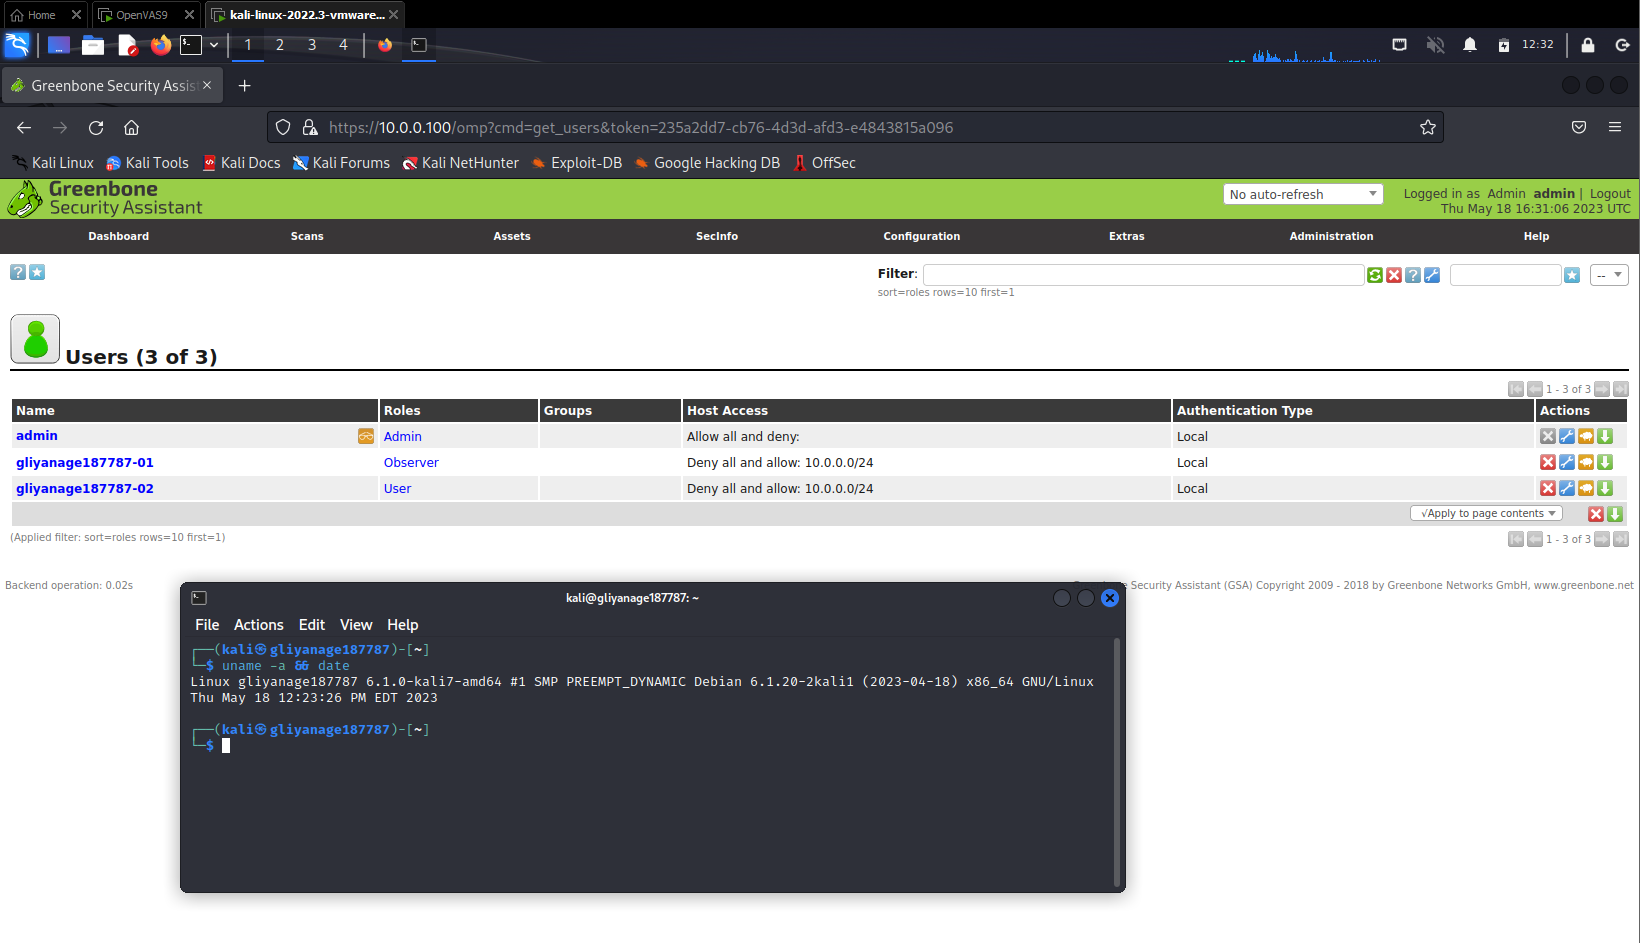 Home
OpenVAS9
kali-linux-2022.3-vmware...
1 2 3 4
12:32
Greenbone Security Assis
https://10.0.0.100/omp?cmd=get_users&token=235a2dd7-cb76-4d3d-afd3-e4843815a096
Kali Linux Kali Tools Kali Docs Kali Forums Kali NetHunter Exploit-DB Google Hacking DB OffSec
Greenbone
Security Assistant
No auto-refresh
Logged in as Admin admin | Logout
Thu May 18 16:31:06 2023 UTC
Dashboard Scans Assets SecInfo Configuration Extras Administration Help
Filter:
--
sort=roles rows=10 first=1
Users (3 of 3)
1 - 3 of 3
Name Roles Groups Host Access Authentication Type Actions
admin Admin Allow all and deny: Local
gliyanage187787-01 Observer Deny all and allow: 10.0.0.0/24 Local
gliyanage187787-02 User Deny all and allow: 10.0.0.0/24 Local
√Apply to page contents
(Applied filter: sort=roles rows=10 first=1)
1 - 3 of 3
Backend operation: 0.02s
Security Assistant (GSA) Copyright 2009 - 2018 by Greenbone Networks GmbH, www.greenbone.net
kali@gliyanage187787: ~
File Actions Edit View Help
┌──(kali㉿gliyanage187787)-[~]
└─$ uname -a && date
Linux gliyanage187787 6.1.0-kali7-amd64 #1 SMP PREEMPT_DYNAMIC Debian 6.1.20-2kali1 (2023-04-18) x86_64 GNU/Linux
Thu May 18 12:23:26 PM EDT 2023
┌──(kali㉿gliyanage187787)-[~]
└─$